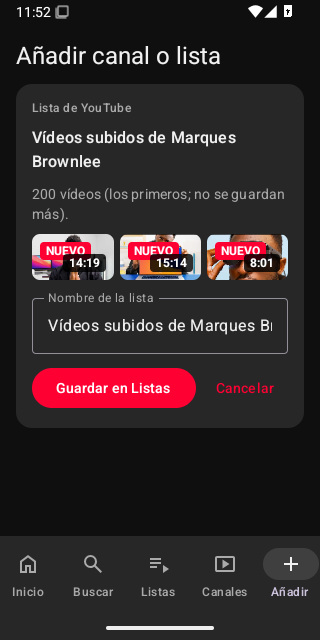 11:52
Añadir canal o lista
Lista de YouTube
Vídeos subidos de Marques
Brownlee
200 vídeos (los primeros; no se guardan
más).
NUEVO 14:19 NUEVO 15:14 NUEVO 8:01
Nombre de la lista
Vídeos subidos de Marques Br
Guardar en Listas Cancelar
Inicio Buscar Listas Canales Añadir